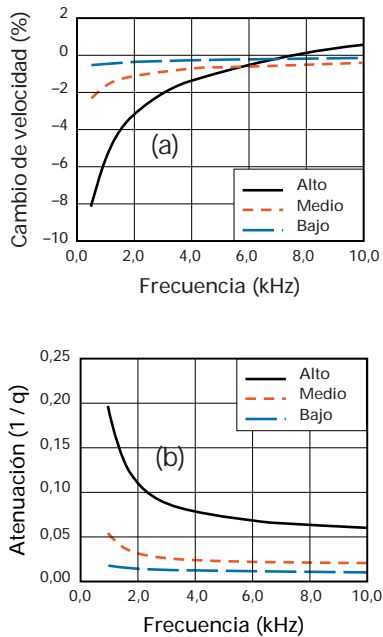 Cambio de velocidad (%)
2
0
−2
−4
−6
−8
−10
(a)
Alto
Medio
Bajo
0,0 2,0 4,0 6,0 8,0 10,0
Frecuencia (kHz)
Atenuación (1 / q)
0,25
0,20
0,15
0,10
0,05
0,00
(b)
Alto
Medio
Bajo
0,0 2,0 4,0 6,0 8,0 10,0
Frecuencia (kHz)